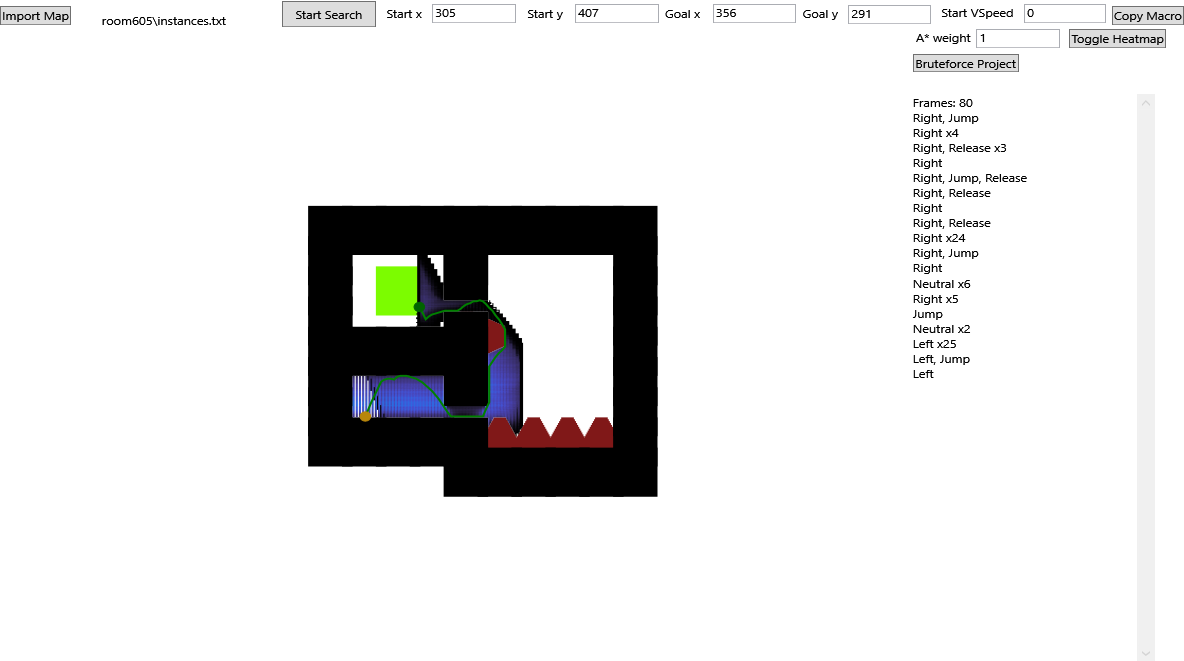 Import Map room605\instances.txt Start Search Start x 305 Start y 407 Goal x 356 Goal y 291 Start VSpeed 0 Copy Macro
A* weight 1 Toggle Heatmap
Bruteforce Project
Frames: 80
Right, Jump
Right x4
Right, Release x3
Right
Right, Jump, Release
Right, Release
Right
Right, Release
Right x24
Right, Jump
Right
Neutral x6
Right x5
Jump
Neutral x2
Left x25
Left, Jump
Left